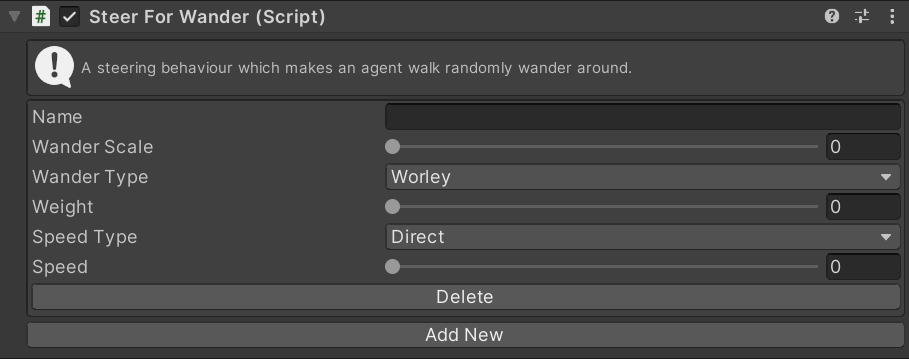 # Steer For Wander (Script)
A steering behaviour which makes an agent walk randomly wander around.
Name
Wander Scale 0
Wander Type Worley
Weight 0
Speed Type Direct
Speed 0
Delete
Add New